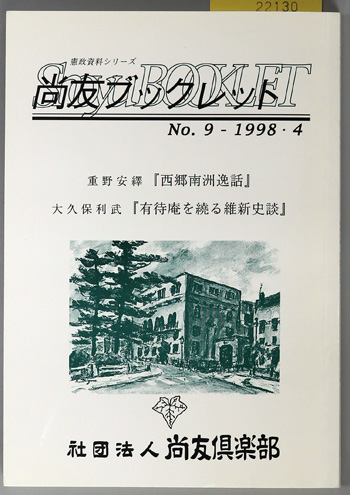 22130
憲政資料シリーズ
Shoyu BOOKLET
尚友ブックレット
No. 9 - 1998・4
重野安繹『西郷南洲逸話』
大久保利武『有待庵を繞る維新史談』
社団法人 尚友倶楽部